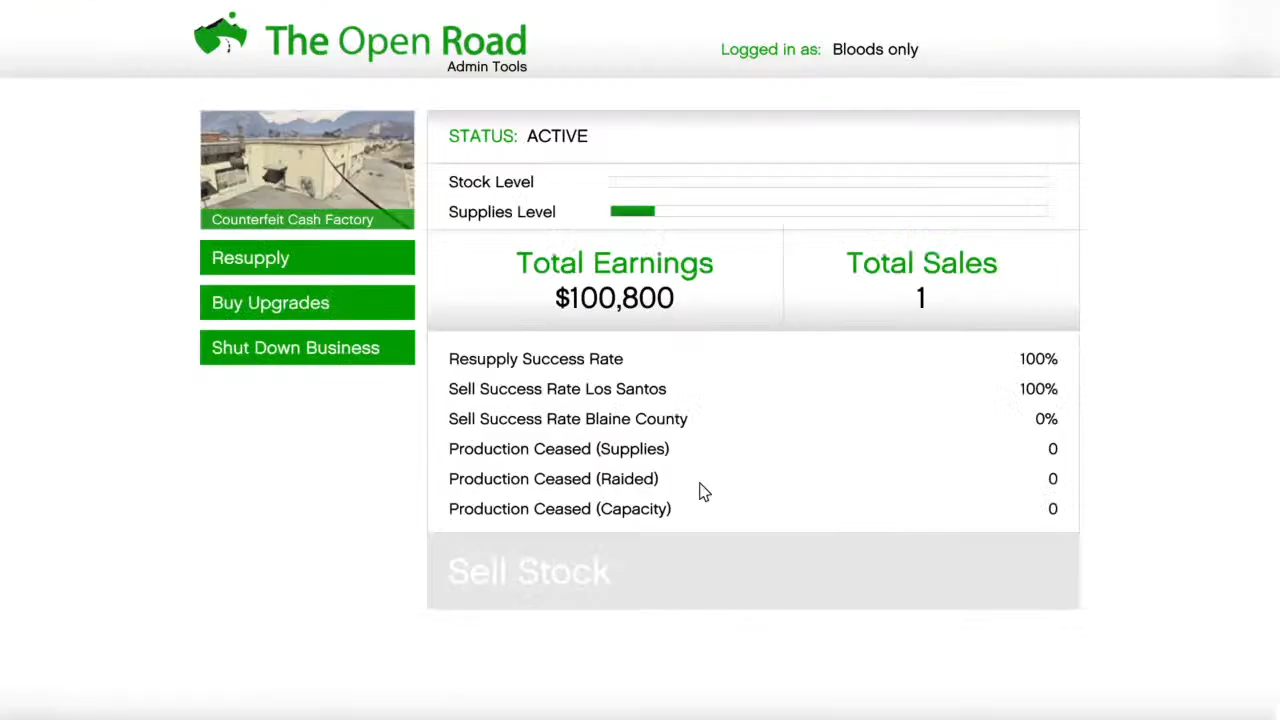 The Open Road
Admin Tools
Logged in as: Bloods only
Counterfeit Cash Factory
Resupply
Buy Upgrades
Shut Down Business
STATUS: ACTIVE
Stock Level
Supplies Level
Total Earnings
$100,800
Total Sales
1
Resupply Success Rate 100%
Sell Success Rate Los Santos 100%
Sell Success Rate Blaine County 0%
Production Ceased (Supplies) 0
Production Ceased (Raided) 0
Production Ceased (Capacity) 0
Sell Stock